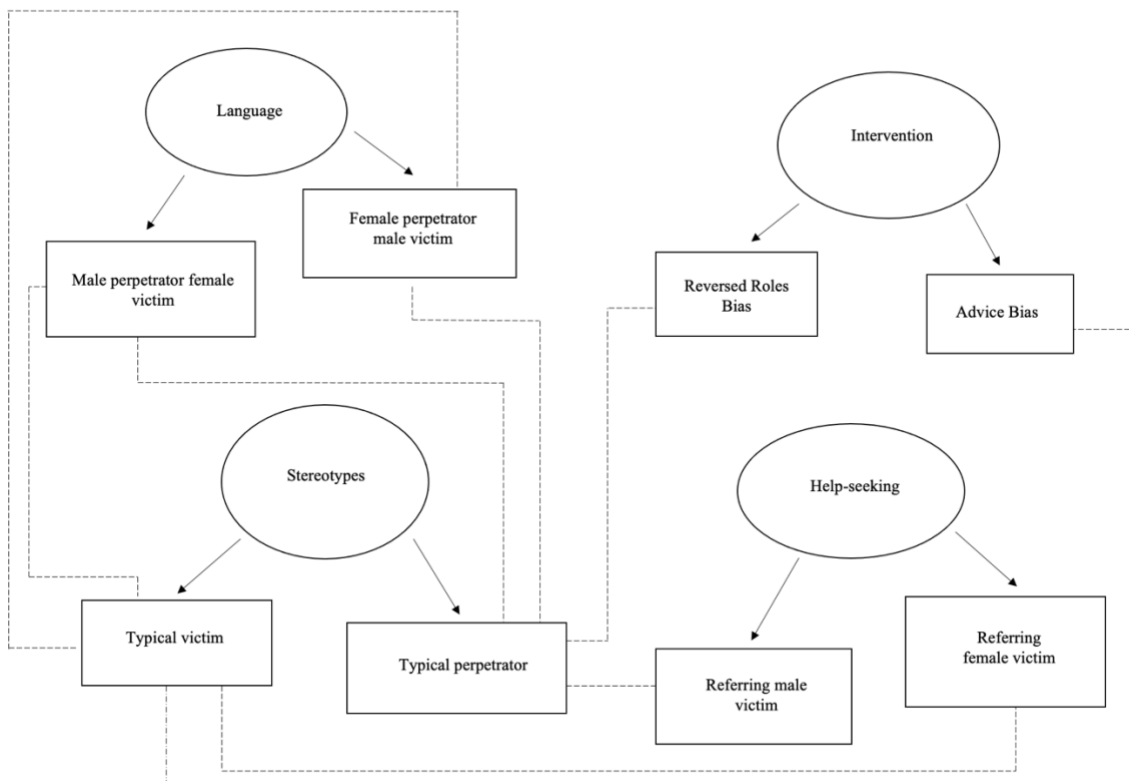 Language
Intervention
Female perpetrator
male victim
Male perpetrator female
victim
Reversed Roles
Bias
Advice Bias
Stereotypes
Help-seeking
Typical victim
Typical perpetrator
Referring male
victim
Referring
female victim